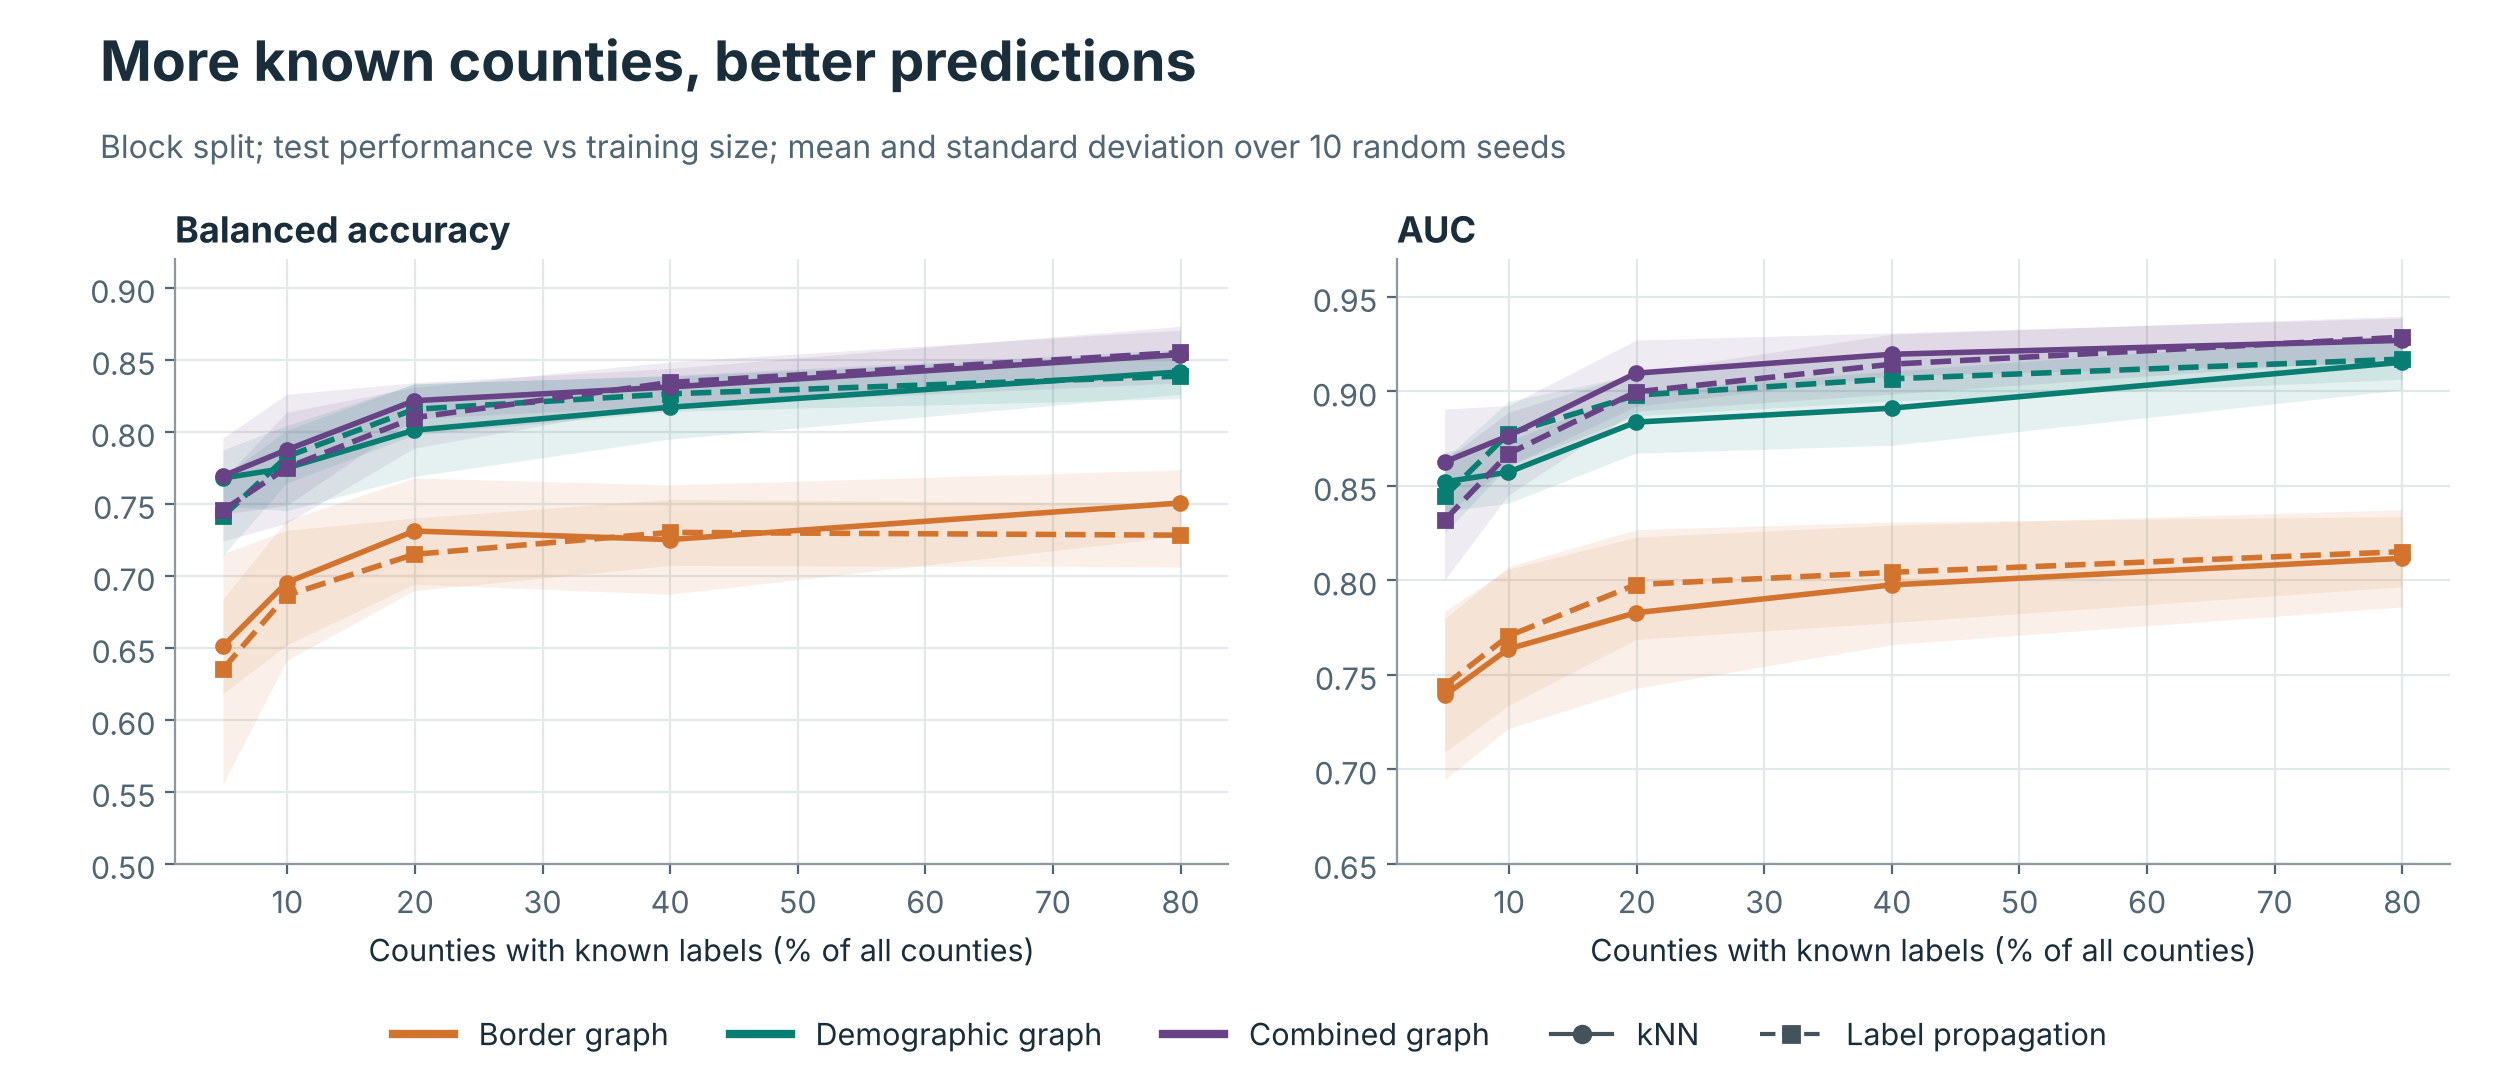 More known counties, better predictions
Block split; test performance vs training size; mean and standard deviation over 10 random seeds
Balanced accuracy
0.90
0.85
0.80
0.75
0.70
0.65
0.60
0.55
0.50
10 20 30 40 50 60 70 80
Counties with known labels (% of all counties)
AUC
0.95
0.90
0.85
0.80
0.75
0.70
0.65
10 20 30 40 50 60 70 80
Counties with known labels (% of all counties)
Border graph Demographic graph Combined graph kNN Label propagation